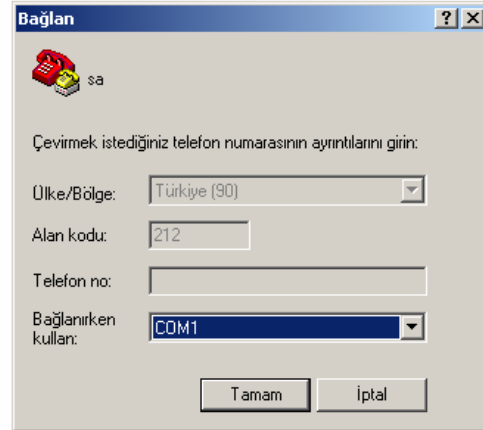 Bağlan
sa
Çevirmek istediğiniz telefon numarasının ayrıntılarını girin:
Ülke/Bölge: Türkiye (90)
Alan kodu: 212
Telefon no:
Bağlanırken
kullan: COM1
Tamam İptal